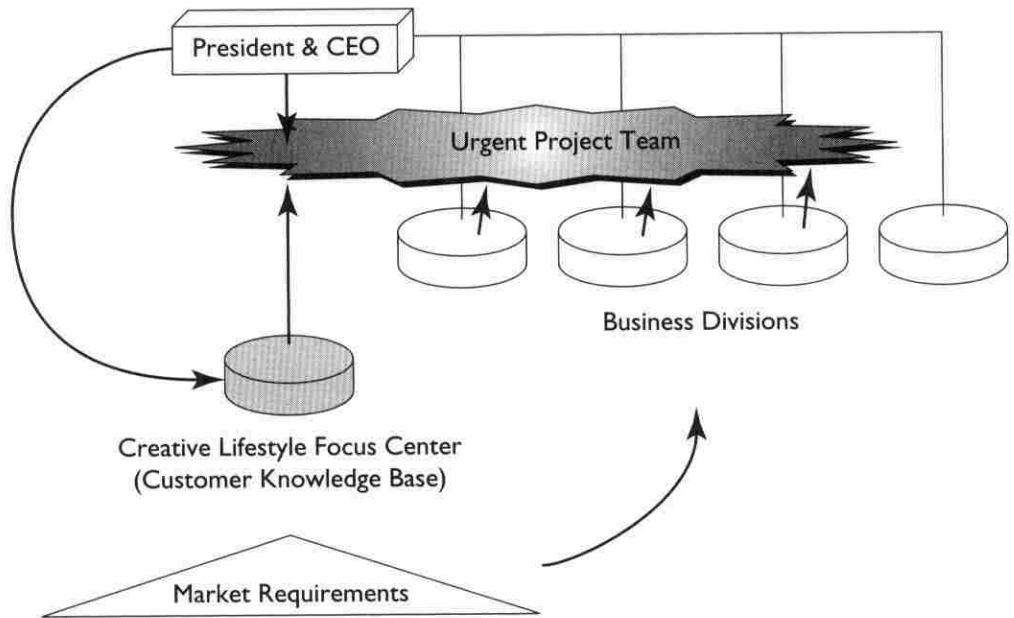 President & CEO
Urgent Project Team
Business Divisions
Creative Lifestyle Focus Center
(Customer Knowledge Base)
Market Requirements